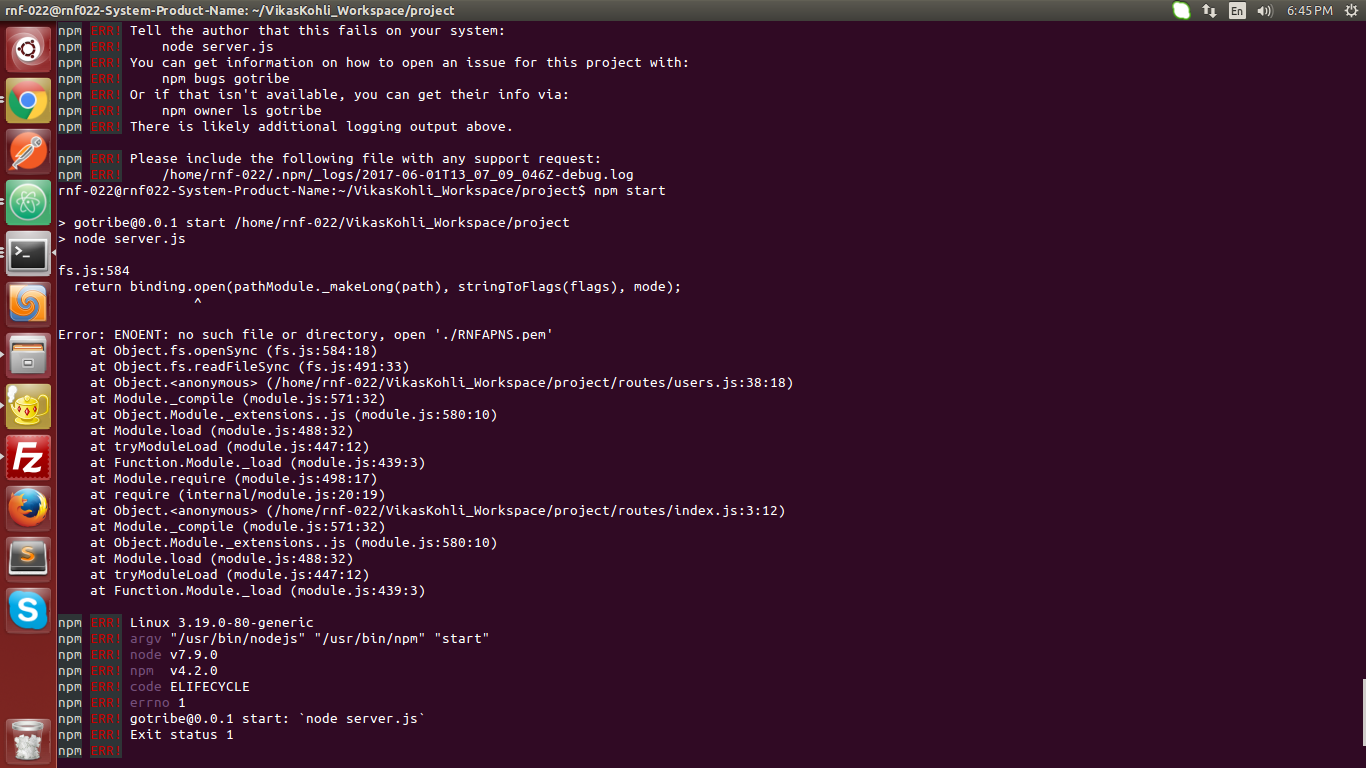 rnf-022@rnf022-System-Product-Name: ~/VikasKohli_Workspace/project
En
6:45 PM
npm ERR! Tell the author that this fails on your system:
npm ERR!     node server.js
npm ERR! You can get information on how to open an issue for this project with:
npm ERR!     npm bugs gotribe
npm ERR! Or if that isn't available, you can get their info via:
npm ERR!     npm owner ls gotribe
npm ERR! There is likely additional logging output above.
npm ERR! Please include the following file with any support request:
npm ERR!     /home/rnf-022/.npm/_logs/2017-06-01T13_07_09_046Z-debug.log
rnf-022@rnf022-System-Product-Name:~/VikasKohli_Workspace/project$ npm start
> gotribe@0.0.1 start /home/rnf-022/VikasKohli_Workspace/project
> node server.js
fs.js:584
  return binding.open(pathModule._makeLong(path), stringToFlags(flags), mode);
                 ^
Error: ENOENT: no such file or directory, open './RNFAPNS.pem'
    at Object.fs.openSync (fs.js:584:18)
    at Object.fs.readFileSync (fs.js:491:33)
    at Object.<anonymous> (/home/rnf-022/VikasKohli_Workspace/project/routes/users.js:38:18)
    at Module._compile (module.js:571:32)
    at Object.Module._extensions..js (module.js:580:10)
    at Module.load (module.js:488:32)
    at tryModuleLoad (module.js:447:12)
    at Function.Module._load (module.js:439:3)
    at Module.require (module.js:498:17)
    at require (internal/module.js:20:19)
    at Object.<anonymous> (/home/rnf-022/VikasKohli_Workspace/project/routes/index.js:3:12)
    at Module._compile (module.js:571:32)
    at Object.Module._extensions..js (module.js:580:10)
    at Module.load (module.js:488:32)
    at tryModuleLoad (module.js:447:12)
    at Function.Module._load (module.js:439:3)
npm ERR! Linux 3.19.0-80-generic
npm ERR! argv "/usr/bin/nodejs" "/usr/bin/npm" "start"
npm ERR! node v7.9.0
npm ERR! npm  v4.2.0
npm ERR! code ELIFECYCLE
npm ERR! errno 1
npm ERR! gotribe@0.0.1 start: `node server.js`
npm ERR! Exit status 1
npm ERR!
Fz
S
S